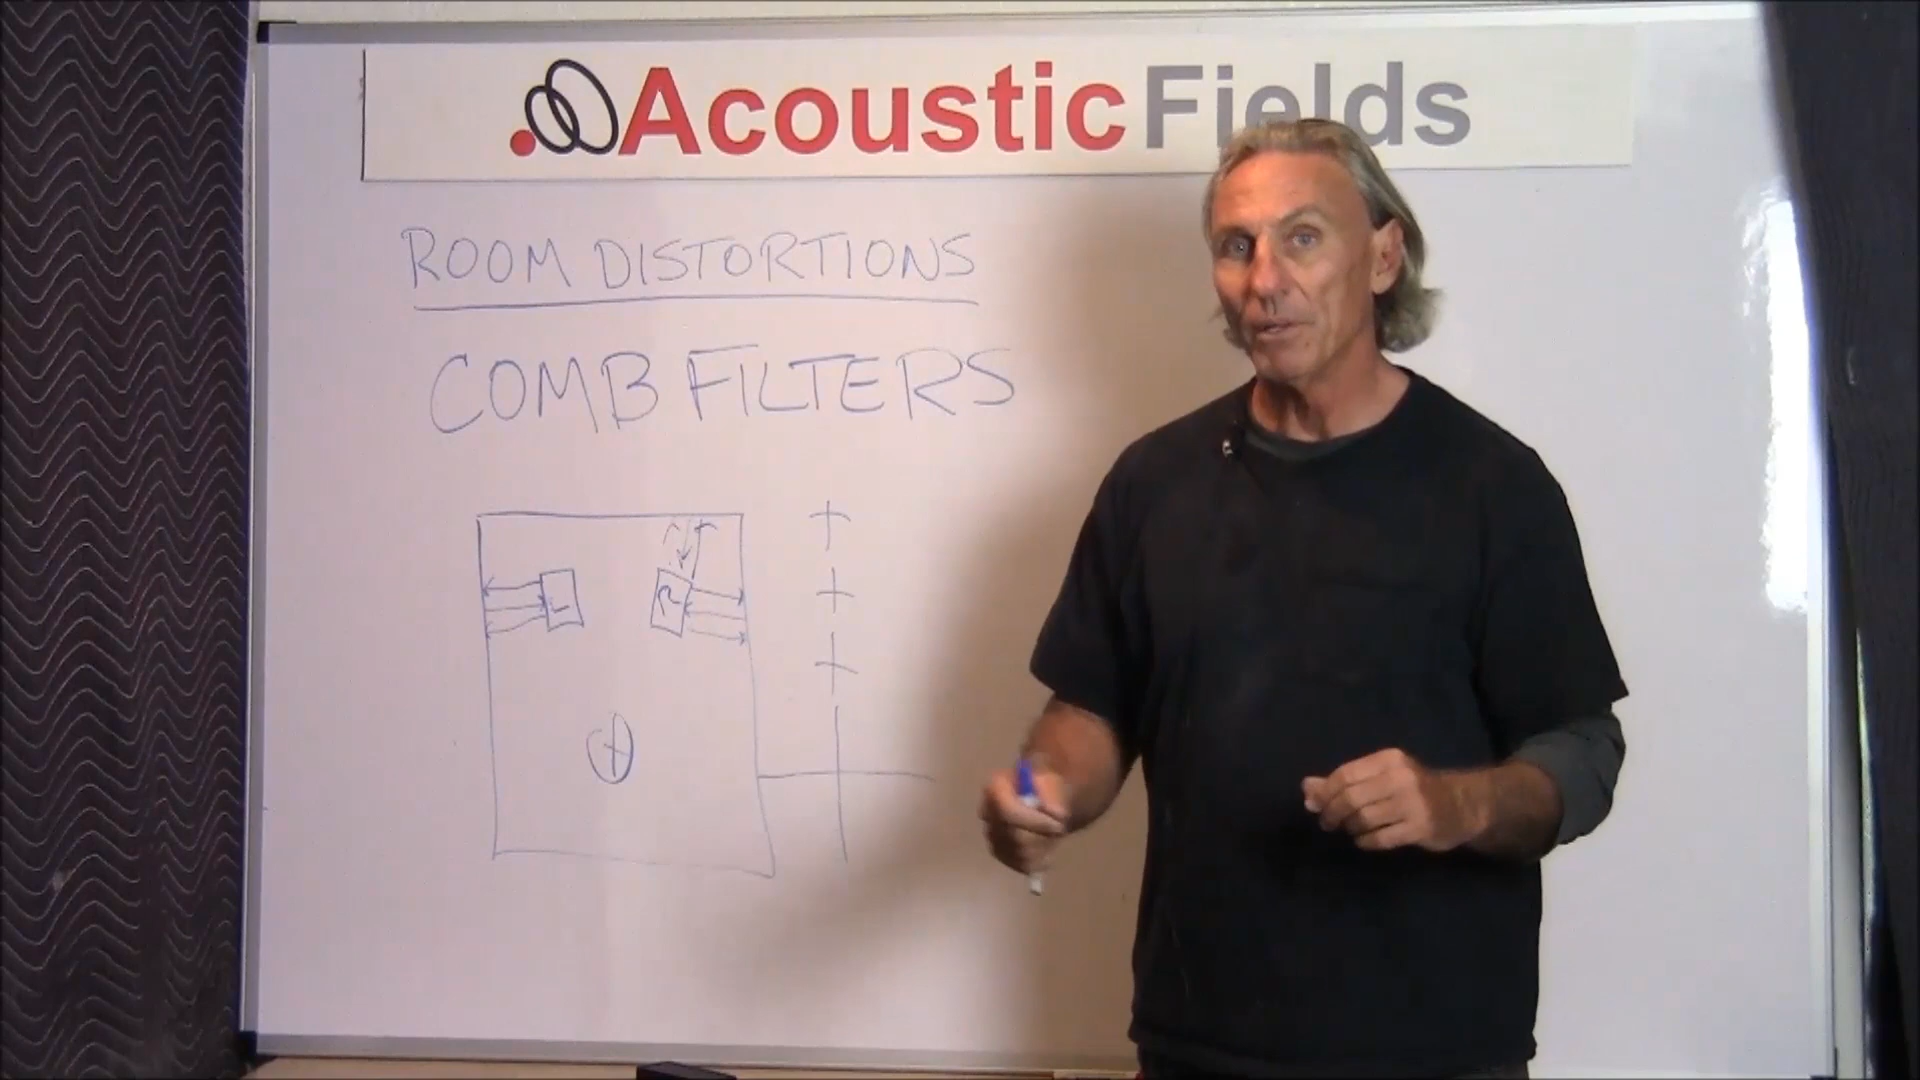 AcousticFields
ROOM DISTORTIONS
COMB FILTERS
L
R